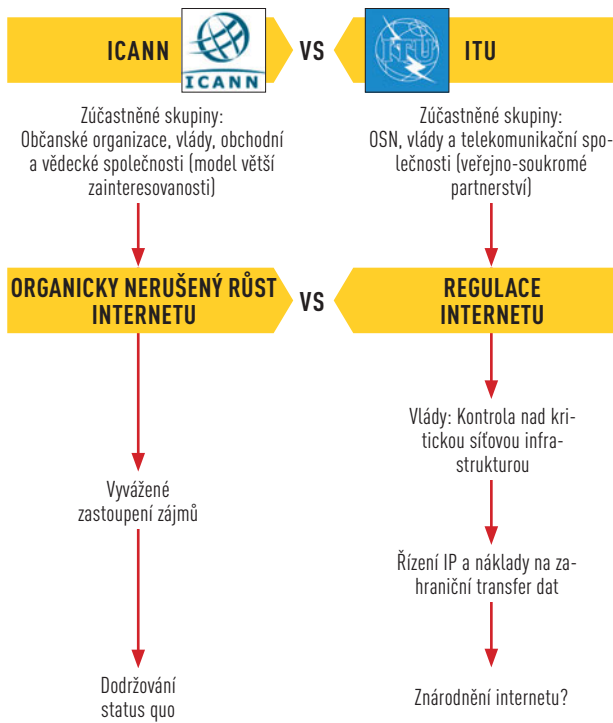 ICANN
ICANN
VS
ITU
ITU
Zúčastněné skupiny:
Občanské organizace, vlády, obchodní
a vědecké společnosti (model větší
zainteresovanosti)
Zúčastněné skupiny:
OSN, vlády a telekomunikační spo-
lečnosti (veřejno-soukromé
partnerství)
ORGANICKY NERUŠENÝ RŮST
INTERNETU
VS
REGULACE
INTERNETU
Vyvážené
zastoupení zájmů
Dodržování
status quo
Vlády: Kontrola nad kri-
tickou síťovou infra-
strukturou
Řízení IP a náklady na za-
hraniční transfer dat
Znárodnění internetu?